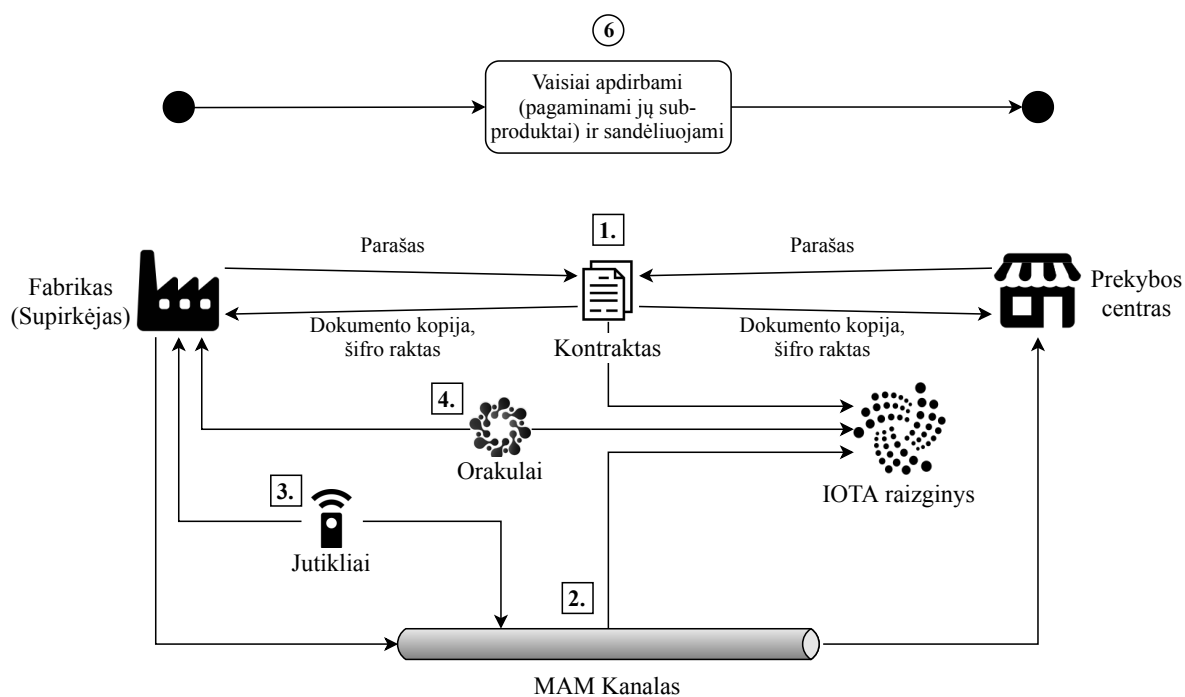 6
Vaisiai apdirbami
(pagaminami jų sub-
produktai) ir sandėliuojami
1.
Parašas
Parašas
Fabrikas
(Supirkėjas)
Prekybos
centras
Dokumento kopija,
šifro raktas
Kontraktas
Dokumento kopija,
šifro raktas
4.
Orakulai
IOTA raizginys
3.
Jutikliai
2.
MAM Kanalas